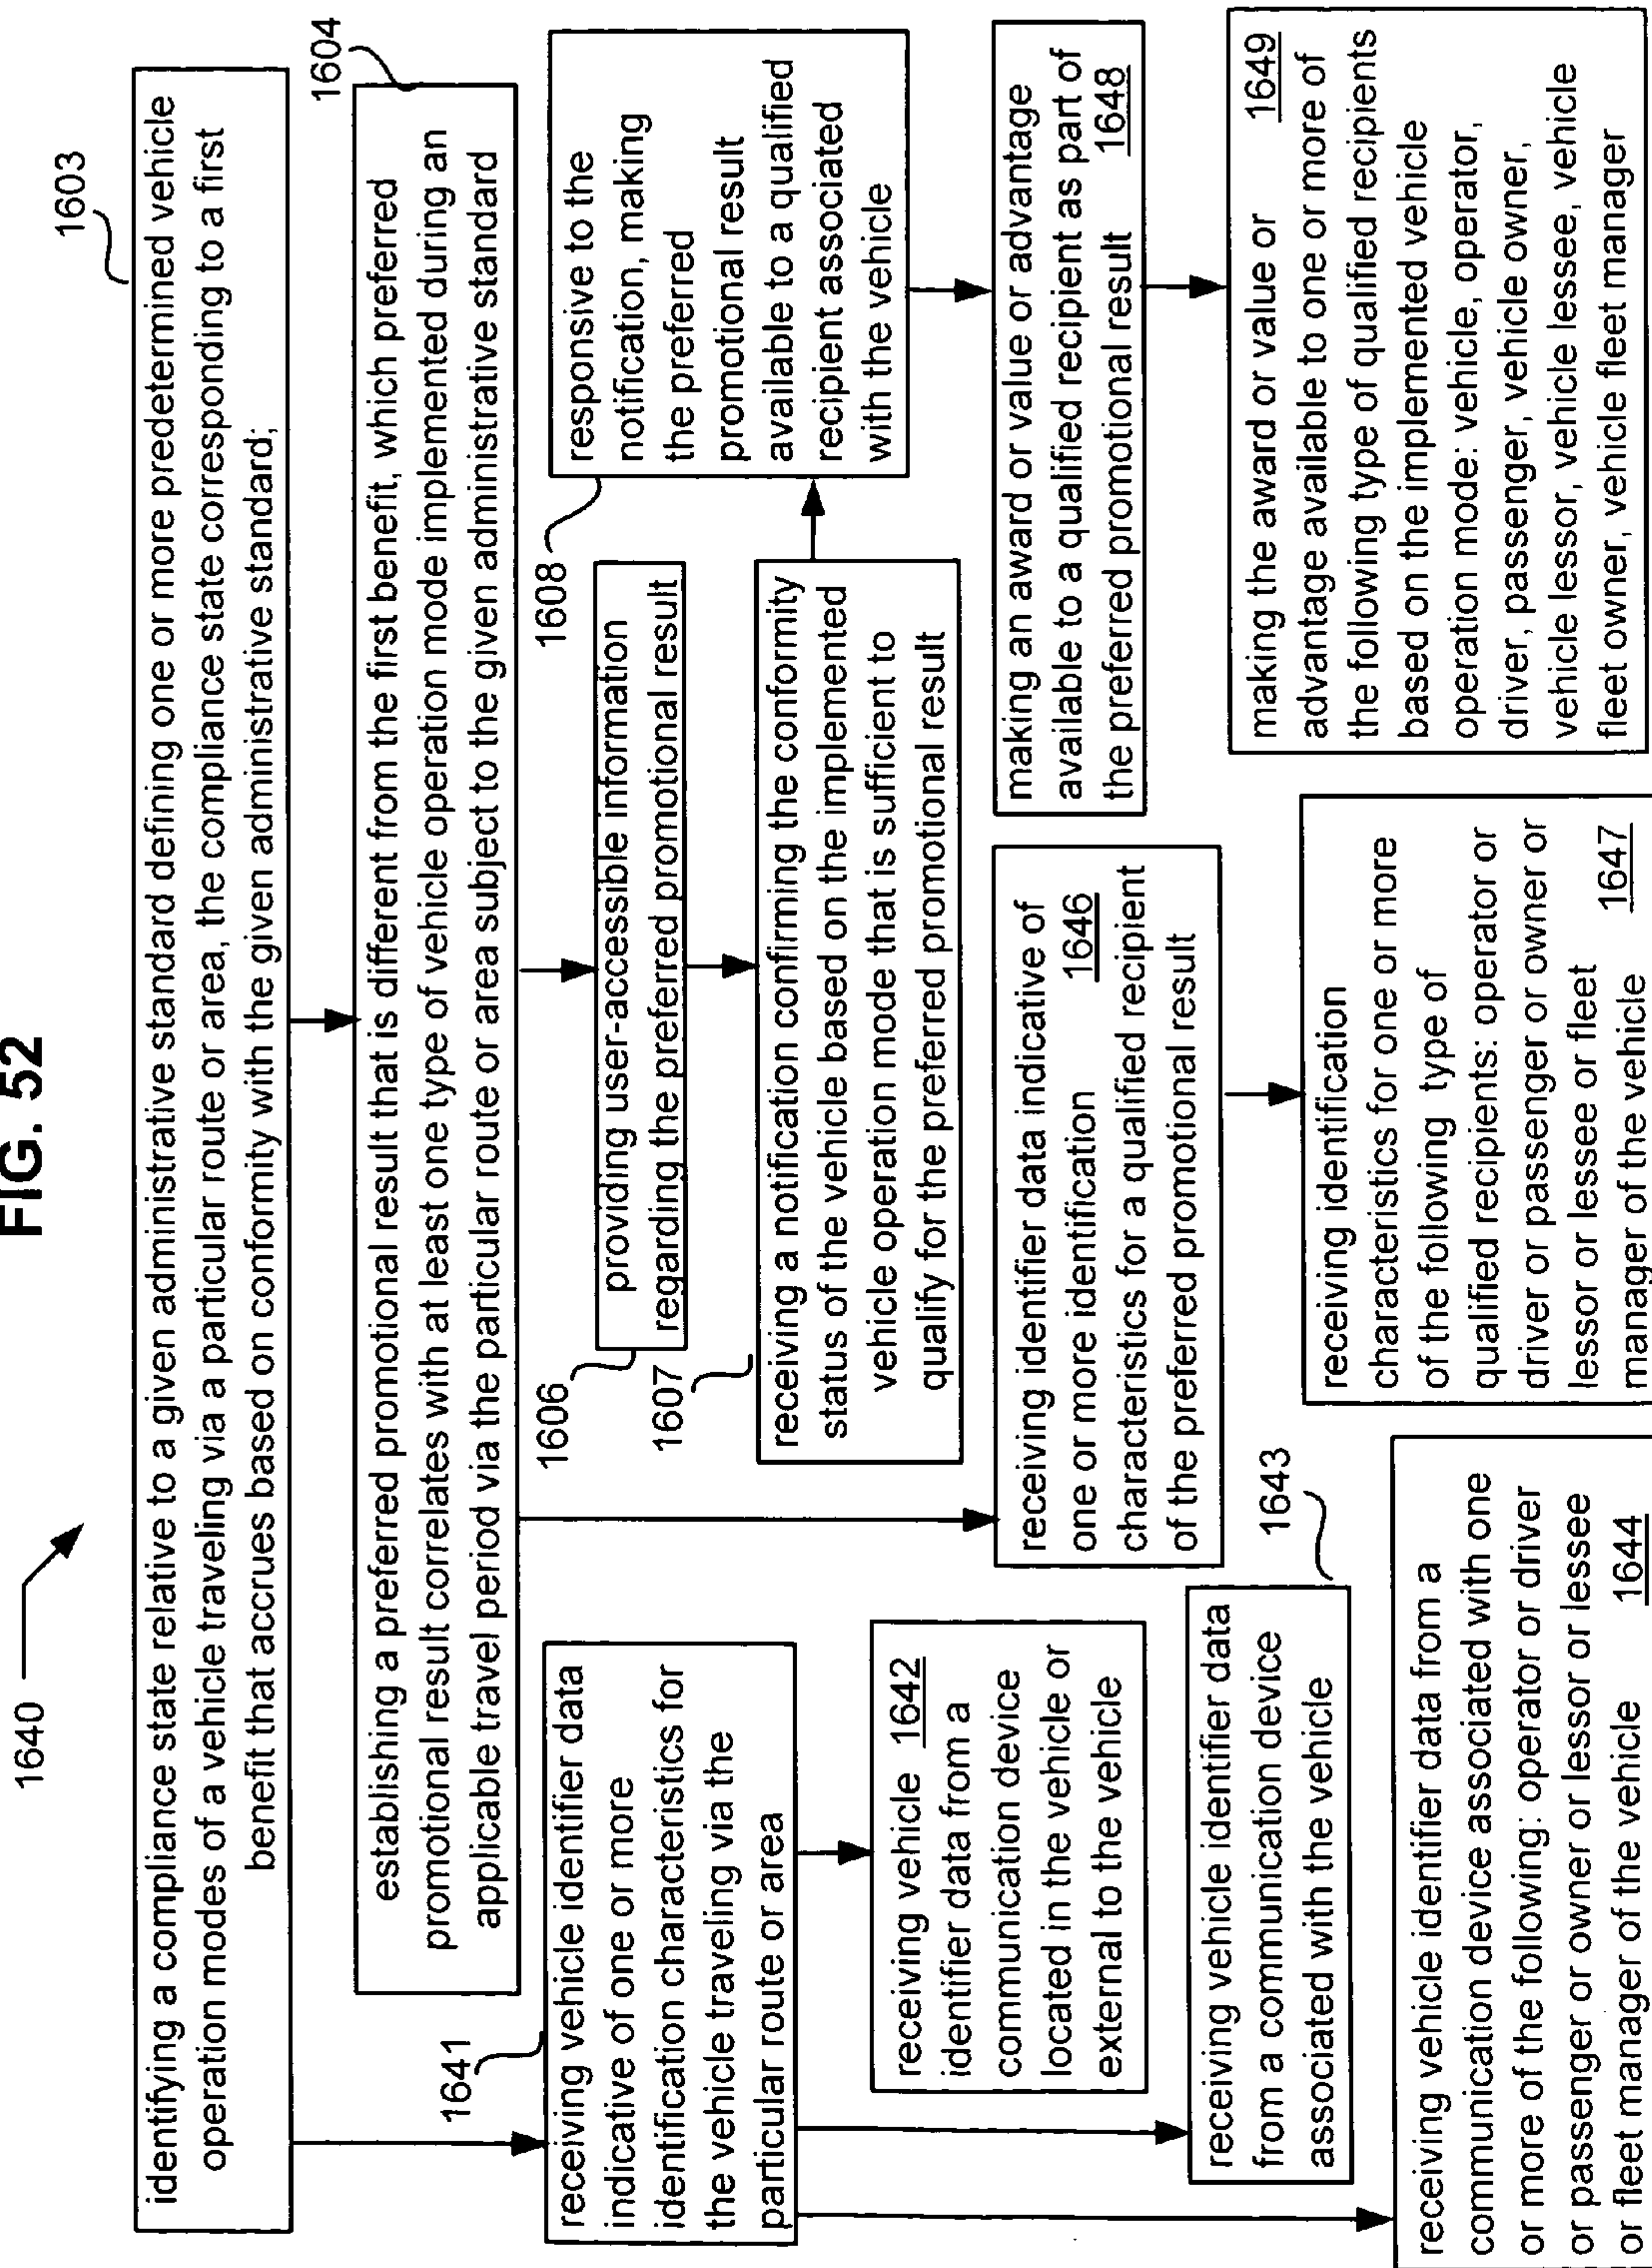 FIG. 52
1640
1603
identifying a compliance state relative to a given administrative standard defining one or more predetermined vehicle
operation modes of a vehicle traveling via a particular route or area, the compliance state corresponding to a first
benefit that accrues based on conformity with the given administrative standard;
1604
establishing a preferred promotional result that is different from the first benefit, which preferred
promotional result correlates with at least one type of vehicle operation mode implemented during an
applicable travel period via the particular route or area subject to the given administrative standard
1641
receiving vehicle identifier data
indicative of one or more
identification characteristics for
the vehicle traveling via the
particular route or area
1606
providing user-accessible information
regarding the preferred promotional result
1607
receiving a notification confirming the conformity
status of the vehicle based on the implemented
vehicle operation mode that is sufficient to
qualify for the preferred promotional result
1608
responsive to the
notification, making
the preferred
promotional result
available to a qualified
recipient associated
with the vehicle
receiving vehicle 1642
identifier data from a
communication device
located in the vehicle or
external to the vehicle
1643
receiving vehicle identifier data
from a communication device
associated with the vehicle
receiving vehicle identifier data from a
communication device associated with one
or more of the following: operator or driver
or passenger or owner or lessor or lessee
or fleet manager of the vehicle 1644
receiving identifier data indicative of
one or more identification 1646
characteristics for a qualified recipient
of the preferred promotional result
receiving identification
characteristics for one or more
of the following type of
qualified recipients: operator or
driver or passenger or owner or
lessor or lessee or fleet
manager of the vehicle 1647
making an award or value or advantage
available to a qualified recipient as part of
the preferred promotional result 1648
making the award or value or 1649
advantage available to one or more of
the following type of qualified recipients
based on the implemented vehicle
operation mode: vehicle, operator,
driver, passenger, vehicle owner,
vehicle lessor, vehicle lessee, vehicle
fleet owner, vehicle fleet manager